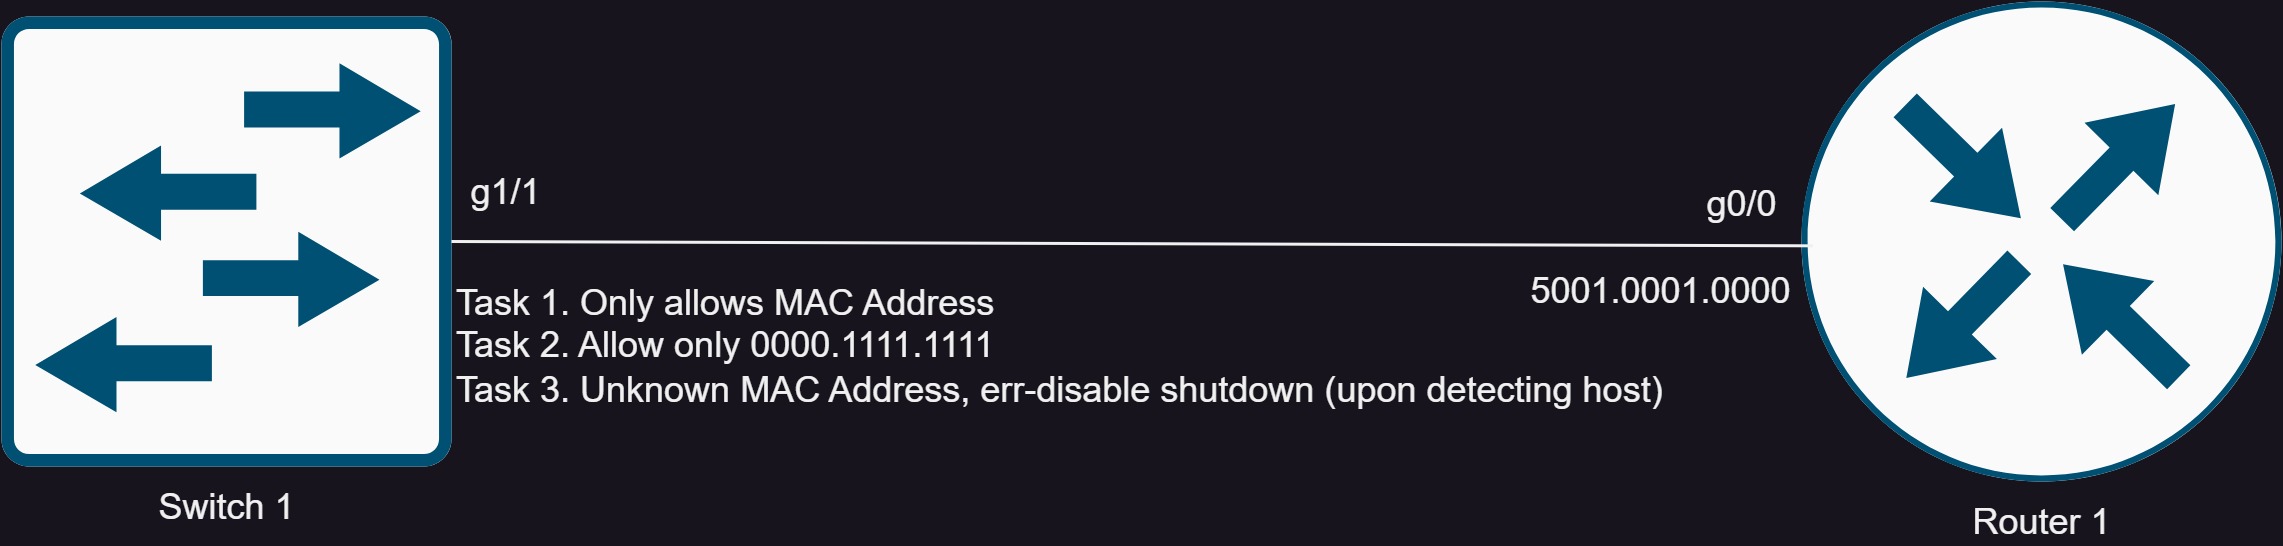 g1/1
g0/0
5001.0001.0000
Task 1. Only allows MAC Address
Task 2. Allow only 0000.1111.1111
Task 3. Unknown MAC Address, err-disable shutdown (upon detecting host)
Switch 1
Router 1